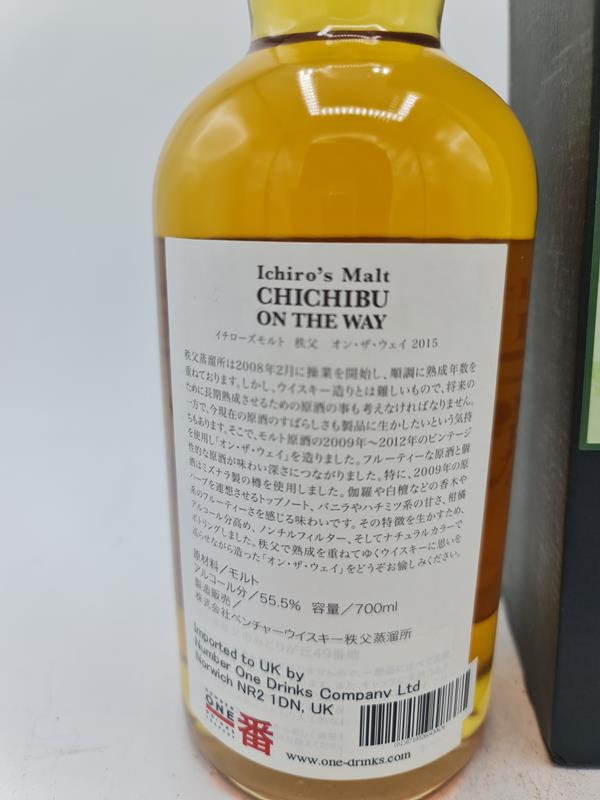 Ichiro's Malt
CHICHIBU
ON THE WAY
イチローズモルト 秩父 オン・ザ・ウェイ 2015
秩父蒸溜所は2008年2月に操業を開始し、順調に熟成年数を
重ねております。しかし、ウイスキー造りとは難しいもので、将来の
ために長期熟成させるための原酒の事も考えなければなりません。
一方で、今現在の原酒のすばらしさも製品に生かしたいという気持
ちもあります。そこで、モルト原酒の2009年～2012年のビンテージ
を使用し「オン・ザ・ウェイ」を造りました。フルーティーな原酒と個
性的な原酒が味わい深さにつながりました。特に、2009年の原
酒はミズナラ製の樽を使用しました。伽羅や白檀などの香木や
ハーブを連想させるトップノート、バニラやハチミツ系の甘さ、柑橘
系のフルーティーさを感じる味わいです。その特徴を生かすため、
アルコール分高め、ノンチルフィルター、そしてナチュラルカラーで
ボトリングしました。秩父で熟成を重ねてゆくウイスキーに思いを
巡らせながら造った「オン・ザ・ウェイ」をどうぞお愉しみください。
原材料／モルト
アルコール分／55.5% 容量／700ml
製造販売／
株式会社ベンチャーウイスキー秩父蒸溜所
Imported to UK by
Number One Drinks Company Ltd
Norwich NR2 1DN, UK
NUMBER
ONE
DRINKS
COMPANY
一番
www.one-drinks.com